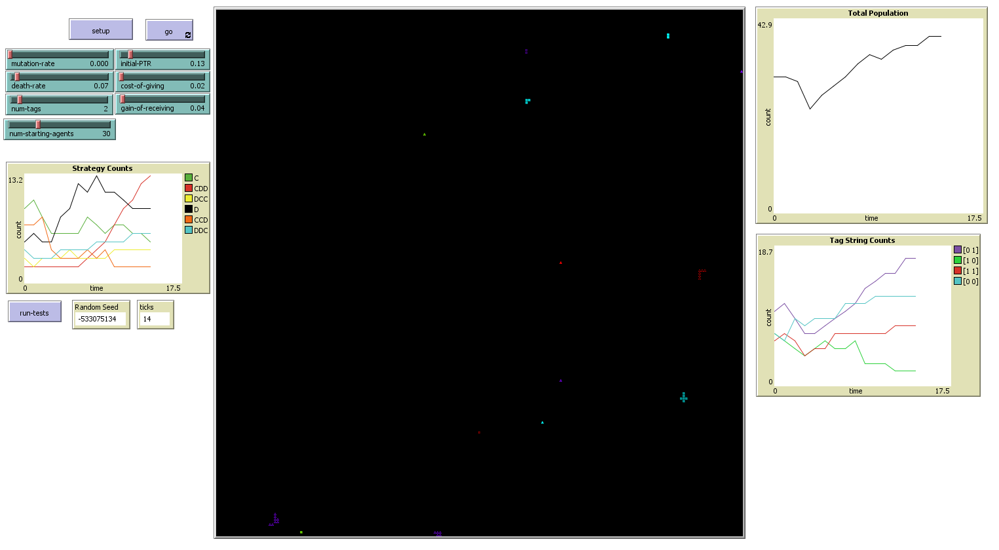 setup
go
mutation-rate 0.000
initial-PTR 0.13
death-rate 0.07
cost-of-giving 0.02
num-tags 2
gain-of-receiving 0.04
num-starting-agents 30
Strategy Counts
13.2
count
0
0
time
17.5
C
CDD
DCC
D
CCD
DDC
run-tests
Random Seed
-533075134
ticks
14
Total Population
42.9
count
0
0
time
17.5
Tag String Counts
18.7
count
0
0
time
17.5
[0 1]
[1 0]
[1 1]
[0 0]